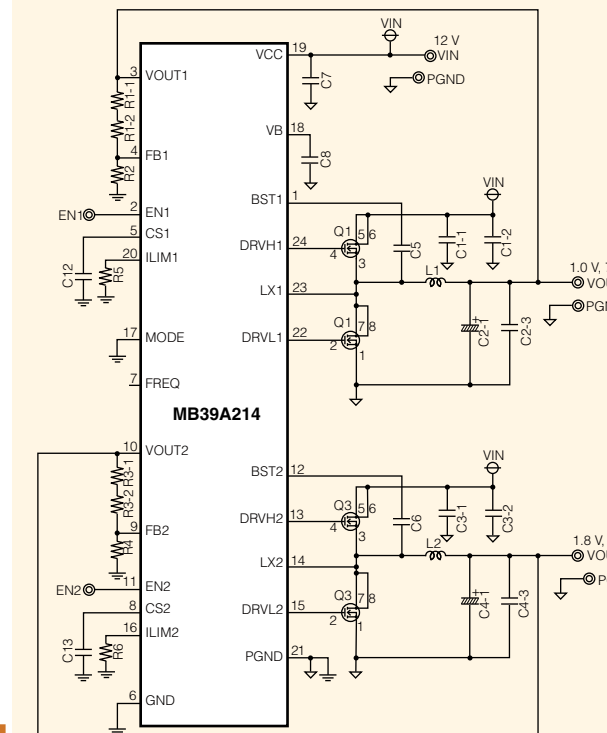 VIN
12 V
19
VCC
VIN
3
VOUT1
C7
PGND
R1-1
R1-2
18
VB
4
FB1
C8
R2
VIN
1
BST1
2
EN1
EN1
5
CS1
Q1
5 6
C1-1
C1-2
24
DRVH1
4
C5
20
ILIM1
3
L1
C12
R5
1.0 V,
23
LX1
VOU
Q1
7 8
C2-1
C2-3
PGN
17
MODE
22
DRVL1
2
1
7
FREQ
MB39A214
10
VOUT2
VIN
12
BST2
R3-1
R3-2
Q3
5 6
C3-1
C3-2
13
DRVH2
4
C6
9
FB2
3
L2
R4
1.8 V,
14
LX2
VOU
11
EN2
EN2
Q3
7 8
C4-1
C4-3
P
8
CS2
15
DRVL2
2
1
16
ILIM2
C13
R6
21
PGND
6
GND